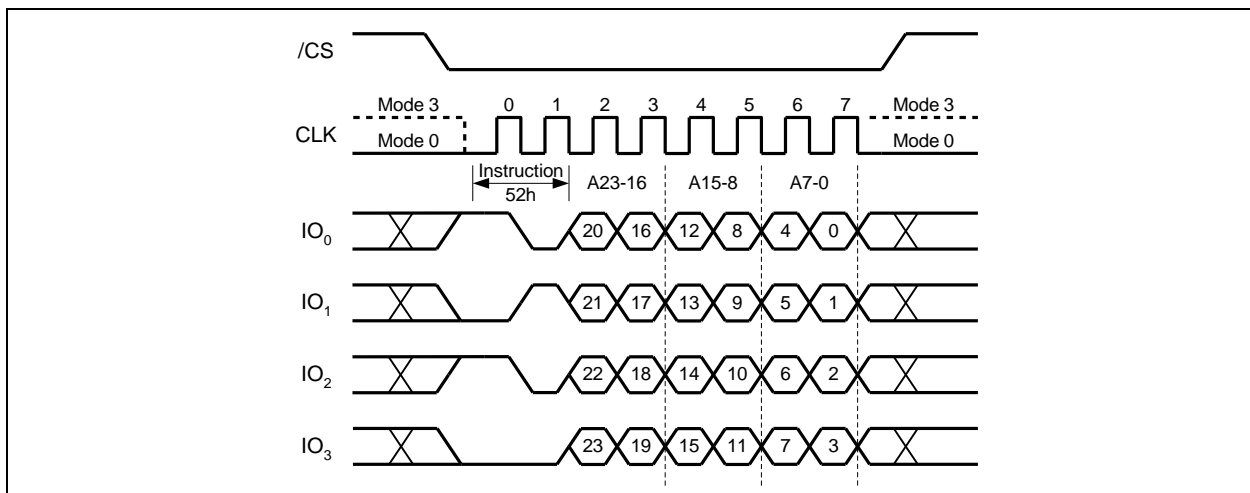 /CS
Mode 3 0 1 2 3 4 5 6 7 Mode 3
CLK
Mode 0 Mode 0
Instruction
52h
A23-16 A15-8 A7-0
IO0 20 16 12 8 4 0
IO1 21 17 13 9 5 1
IO2 22 18 14 10 6 2
IO3 23 19 15 11 7 3